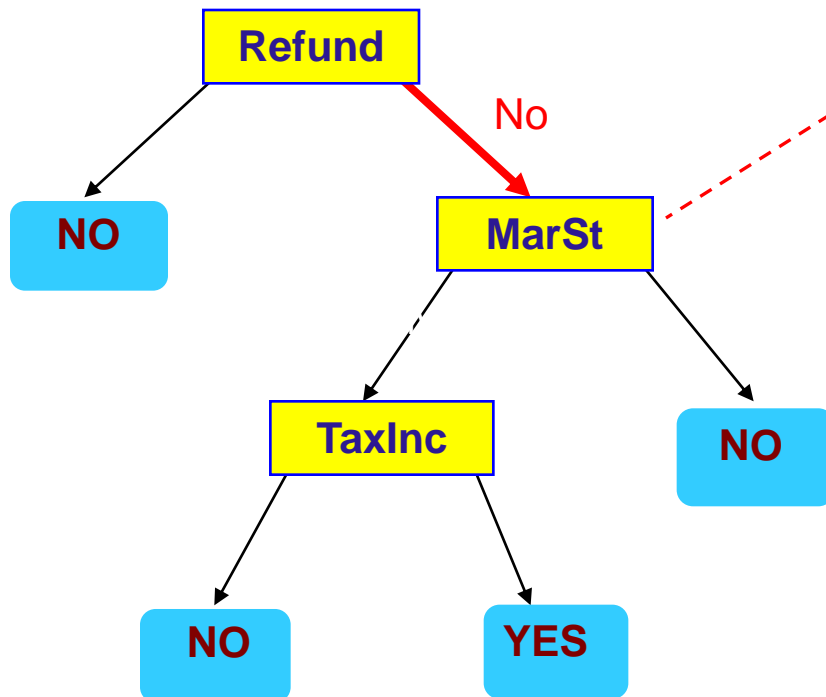 Refund
No
NO
MarSt
TaxInc
NO
NO
YES